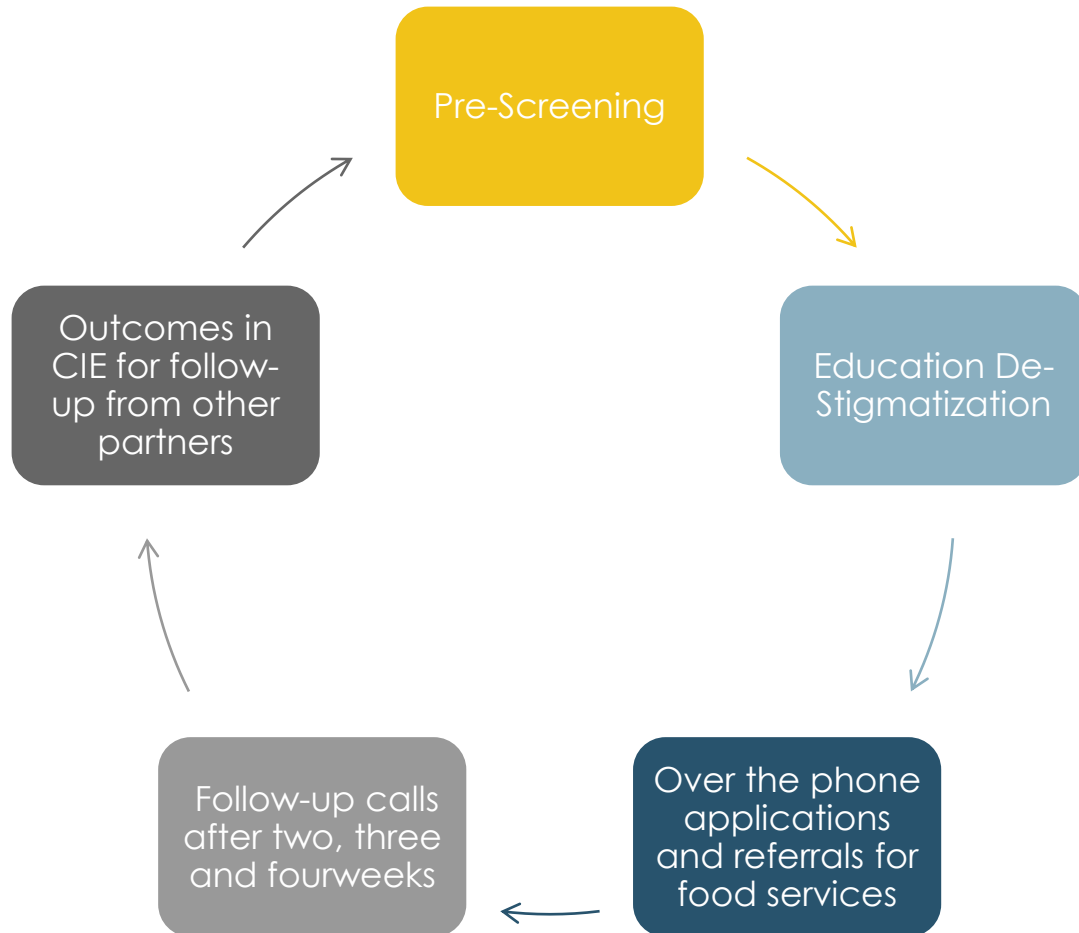 Pre-Screening
Education De-
Stigmatization
Over the phone
applications
and referrals for
food services
Follow-up calls
after two, three
and fourweeks
Outcomes in
CIE for follow-
up from other
partners